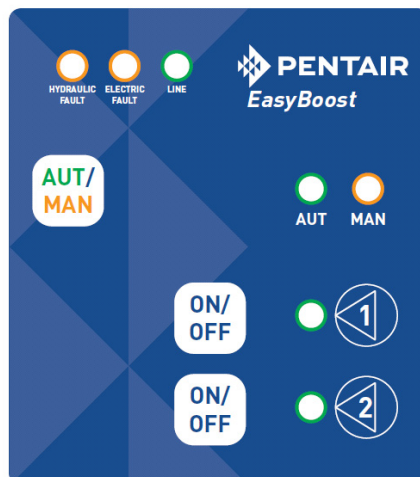 PENTAIR
EasyBoost
HYDRAULIC
FAULT
ELECTRIC
FAULT
LINE
AUT/
MAN
AUT
MAN
ON/
OFF
1
ON/
OFF
2